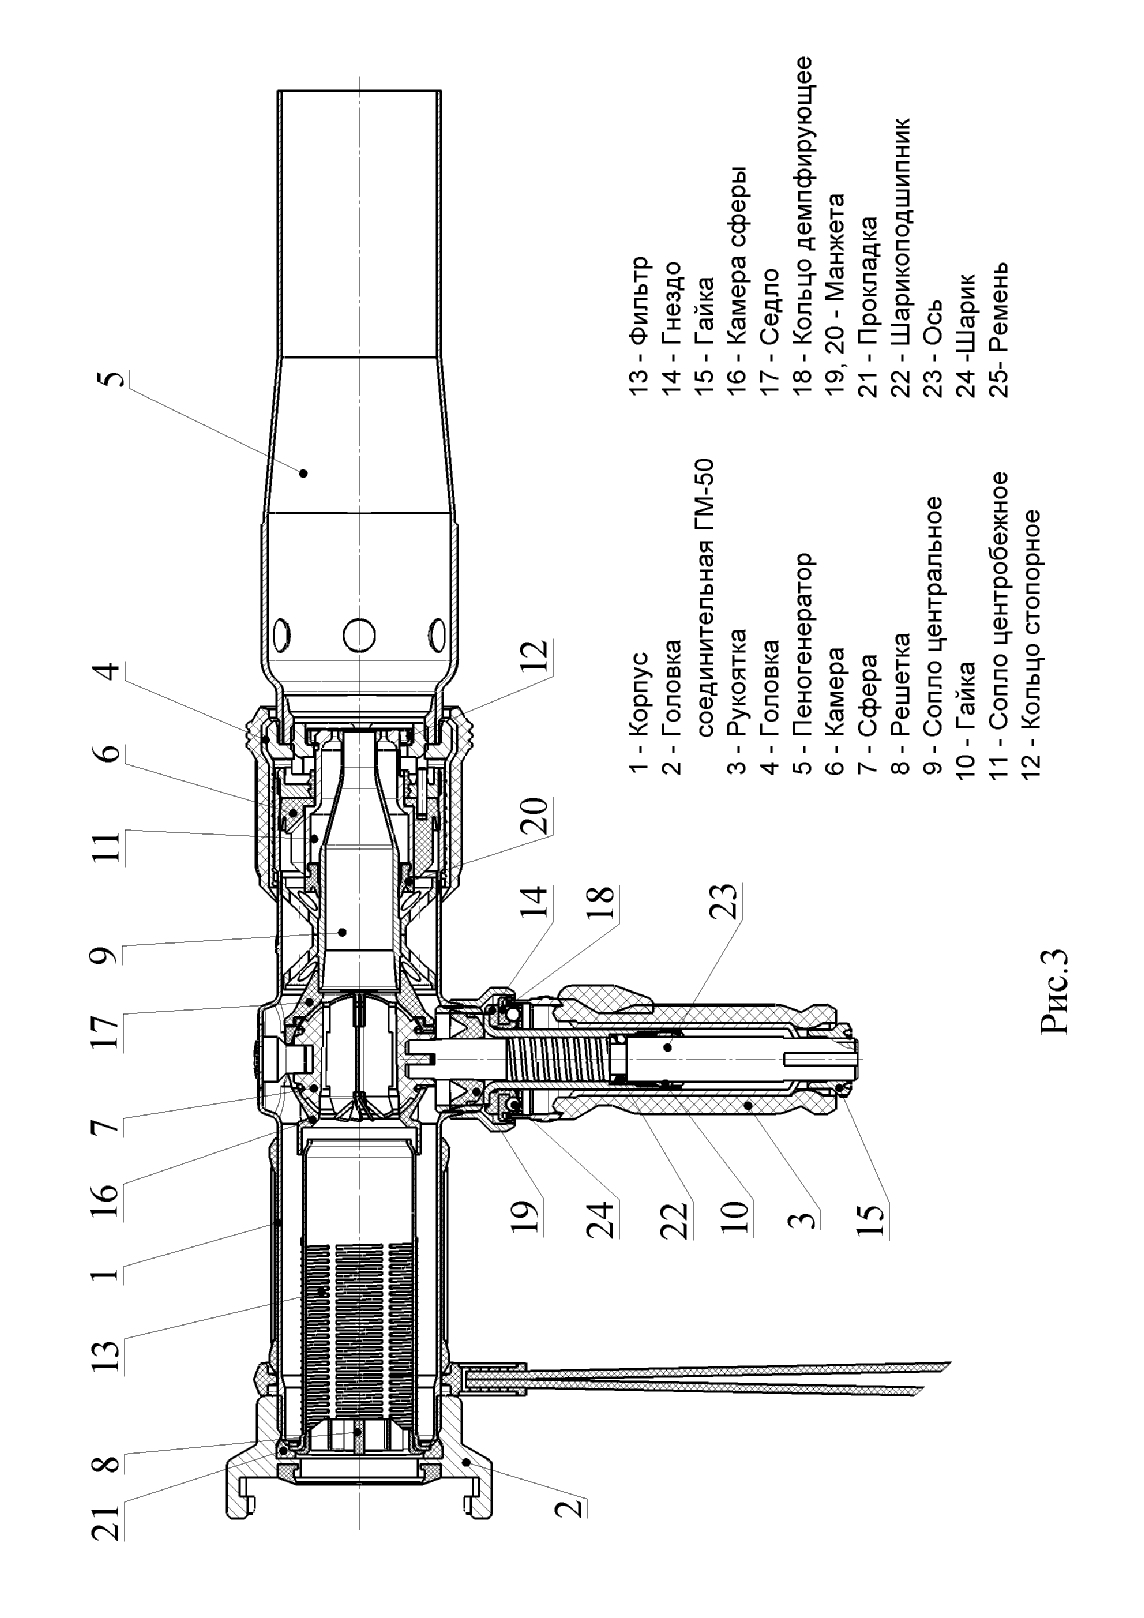 21 8 13 1 16 7 17 9 11 6 4 5
19 14 20 12
2
24 18
22
10 23
3
15
1 - Корпус
2 - Головка
соединительная ГМ-50
3 - Рукоятка
4 - Головка
5 - Пеногенератор
6 - Камера
7 - Сфера
8 - Решетка
9 - Сопло центральное
10 - Гайка
11 - Сопло центробежное
12 - Кольцо стопорное
13 - Фильтр
14 - Гнездо
15 - Гайка
16 - Камера сферы
17 - Седло
18 - Кольцо демпфирующее
19, 20 - Манжета
21 - Прокладка
22 - Шарикоподшипник
23 - Ось
24 -Шарик
25- Ремень
Рис.3